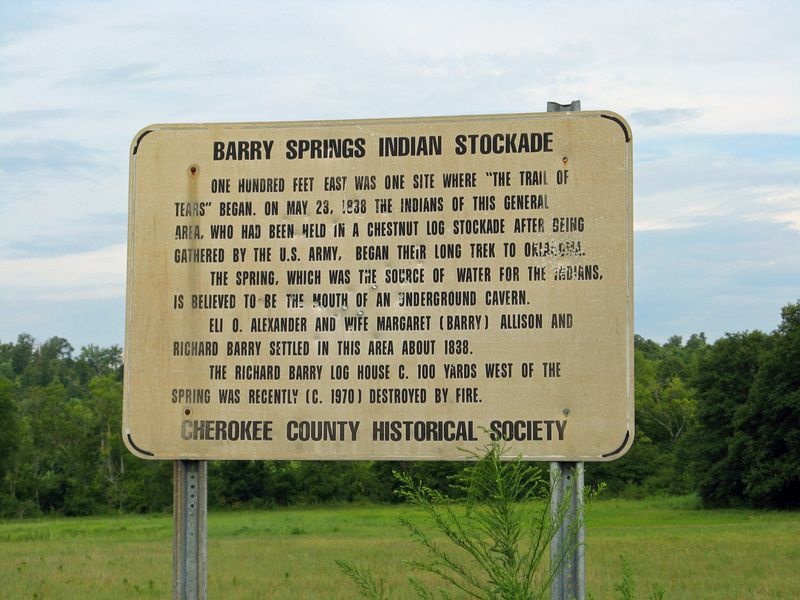 BARRY SPRINGS INDIAN STOCKADE
ONE HUNDRED FEET EAST WAS ONE SITE WHERE "THE TRAIL OF
TEARS" BEGAN. ON MAY 23, 1838 THE INDIANS OF THIS GENERAL
AREA, WHO HAD BEEN HELD IN A CHESTNUT LOG STOCKADE AFTER BEING
GATHERED BY THE U.S. ARMY, BEGAN THEIR LONG TREK TO OKLAHOMA.
THE SPRING, WHICH WAS THE SOURCE OF WATER FOR THE INDIANS,
IS BELIEVED TO BE THE MOUTH OF AN UNDERGROUND CAVERN.
ELI O. ALEXANDER AND WIFE MARGARET (BARRY) ALLISON AND
RICHARD BARRY SETTLED IN THIS AREA ABOUT 1838.
THE RICHARD BARRY LOG HOUSE C. 100 YARDS WEST OF THE
SPRING WAS RECENTLY (C. 1970) DESTROYED BY FIRE.
CHEROKEE COUNTY HISTORICAL SOCIETY